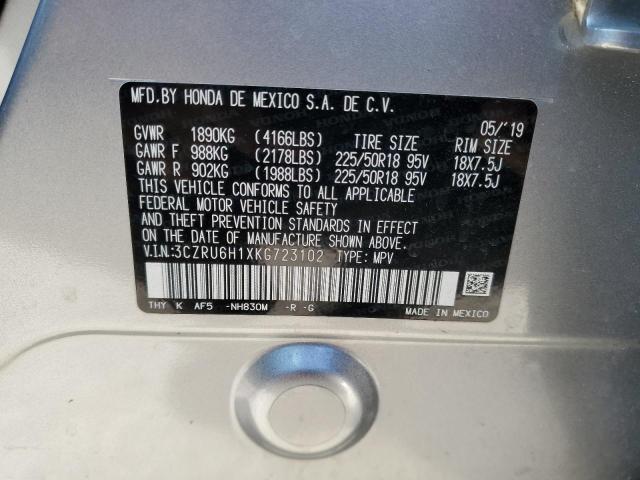 MFD.BY HONDA DE MEXICO S.A. DE C.V.
05/'19
GVWR 1890KG (4166LBS) TIRE SIZE RIM SIZE
GAWR F 988KG (2178LBS) 225/50R18 95V 18X7.5J
GAWR R 902KG (1988LBS) 225/50R18 95V 18X7.5J
THIS VEHICLE CONFORMS TO ALL APPLICABLE
FEDERAL MOTOR VEHICLE SAFETY
AND THEFT PREVENTION STANDARDS IN EFFECT
ON THE DATE OF MANUFACTURE SHOWN ABOVE.
V.I.N:3CZRU6H1XKG723102 TYPE: MPV
THY K AF5 -NH830M -R -G MADE IN MEXICO